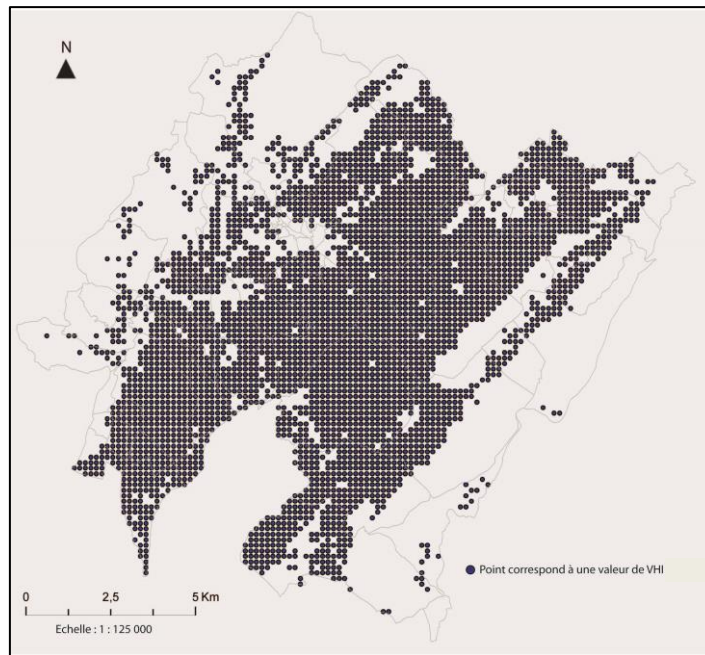 N
Point correspond à une valeur de VHI
0 2,5 5 Km
Echelle : 1 : 125 000